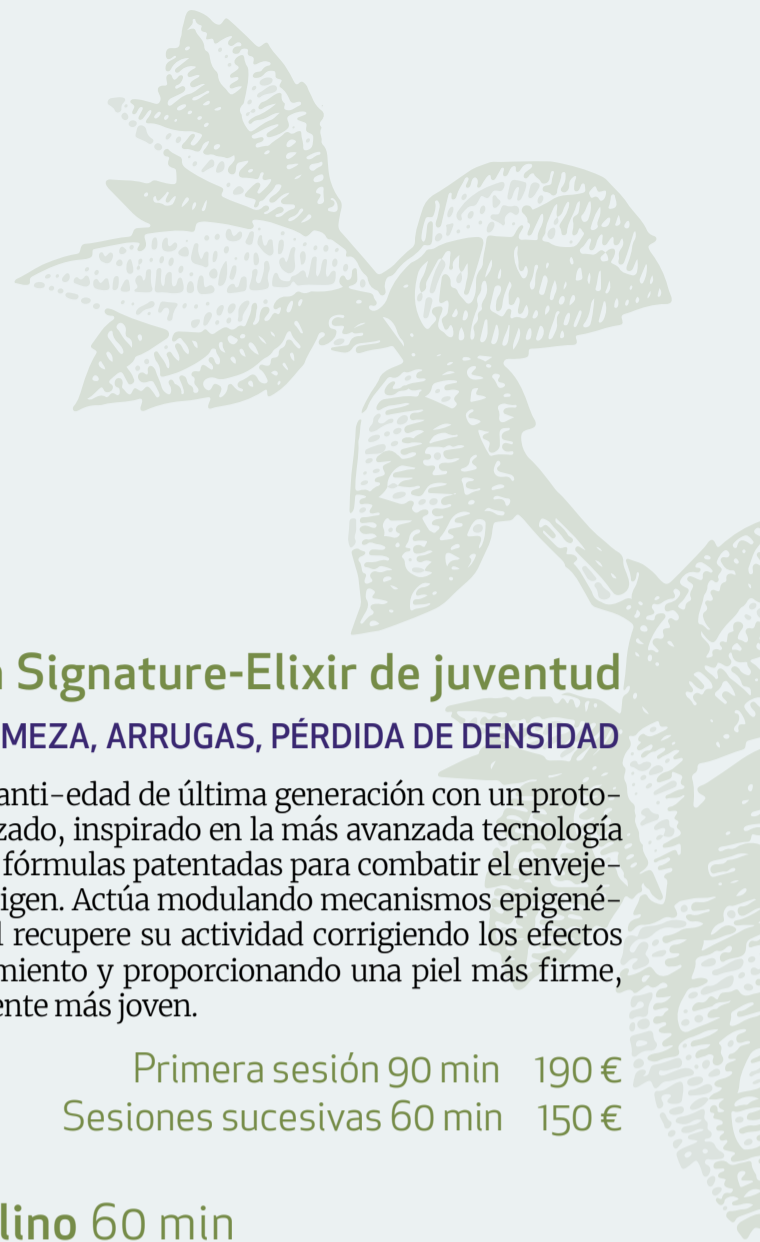 Signature-Elixir de juventud
MEZA, ARRUGAS, PÉRDIDA DE DENSIDAD
anti-edad de última generación con un proto-
zado, inspirado en la más avanzada tecnología
fórmulas patentadas para combatir el enveje-
igen. Actúa modulando mecanismos epigené-
l recupere su actividad corrigiendo los efectos
miento y proporcionando una piel más firme,
ente más joven.
Primera sesión 90 min 190 €
Sesiones sucesivas 60 min 150 €
lino 60 min